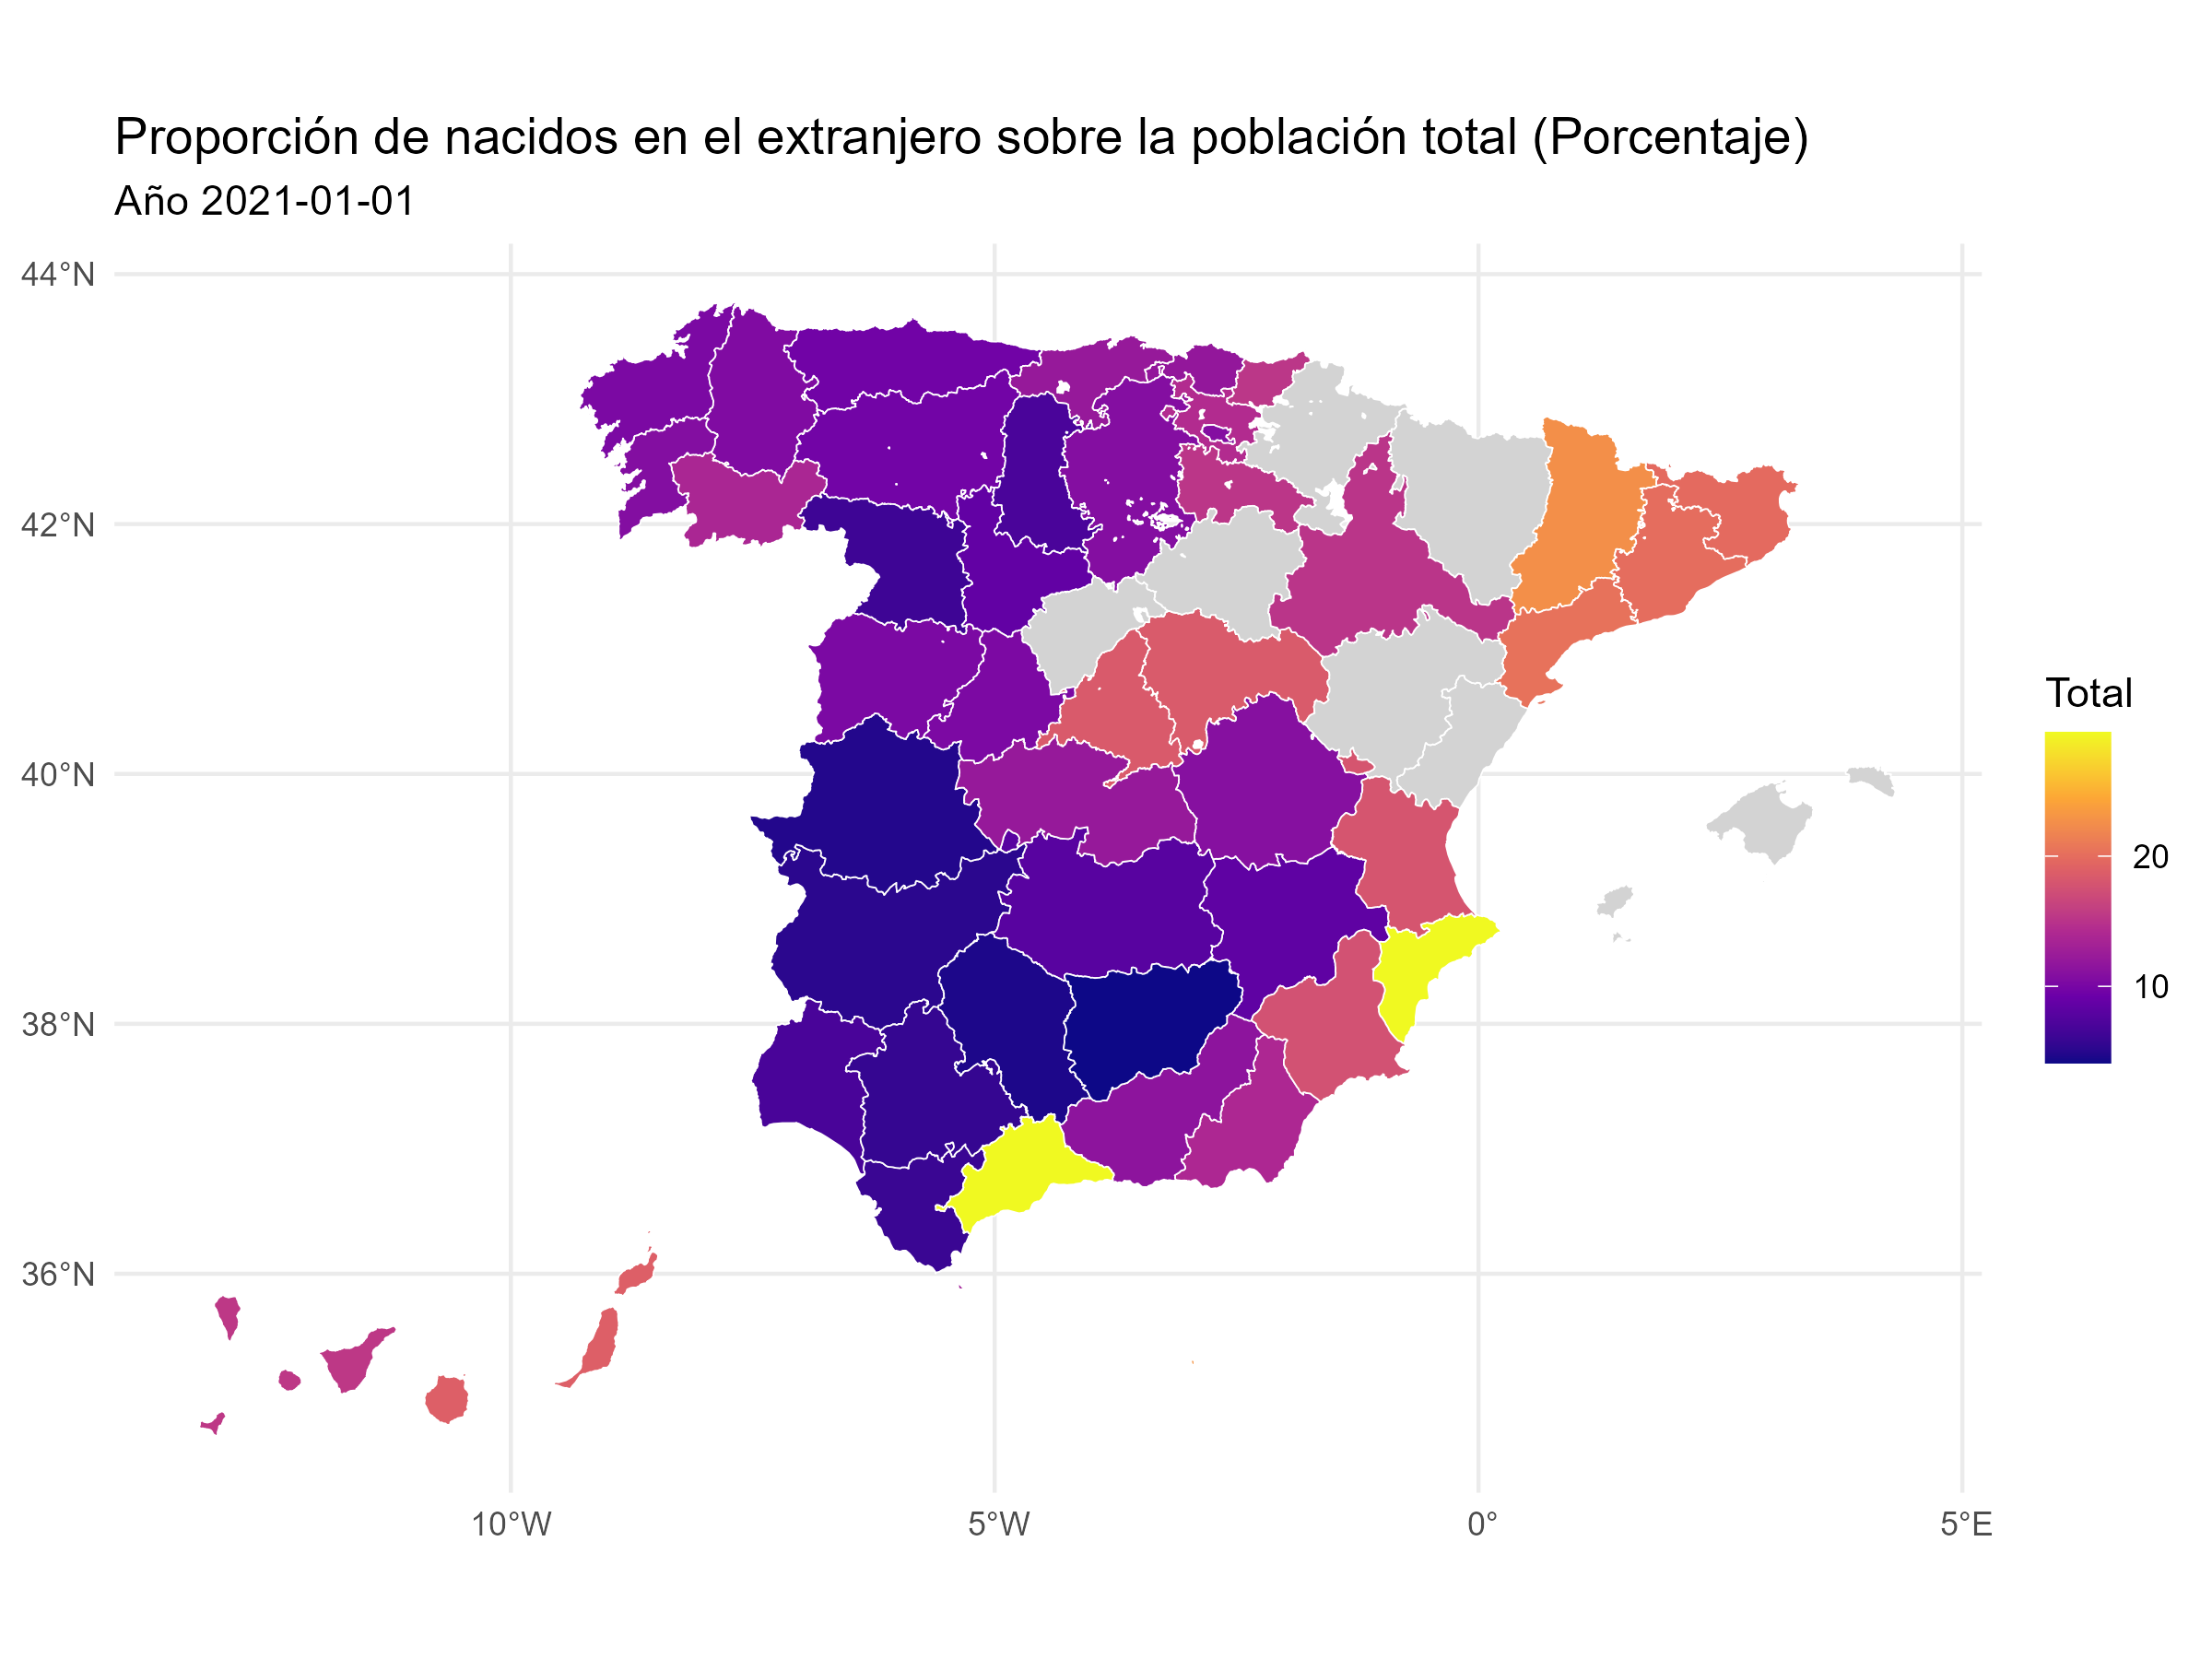 Proporción de nacidos en el extranjero sobre la población total (Porcentaje)
Año 2021-01-01
44°N
42°N
40°N
38°N
36°N
10°W
5°W
0°
5°E
Total
20
10